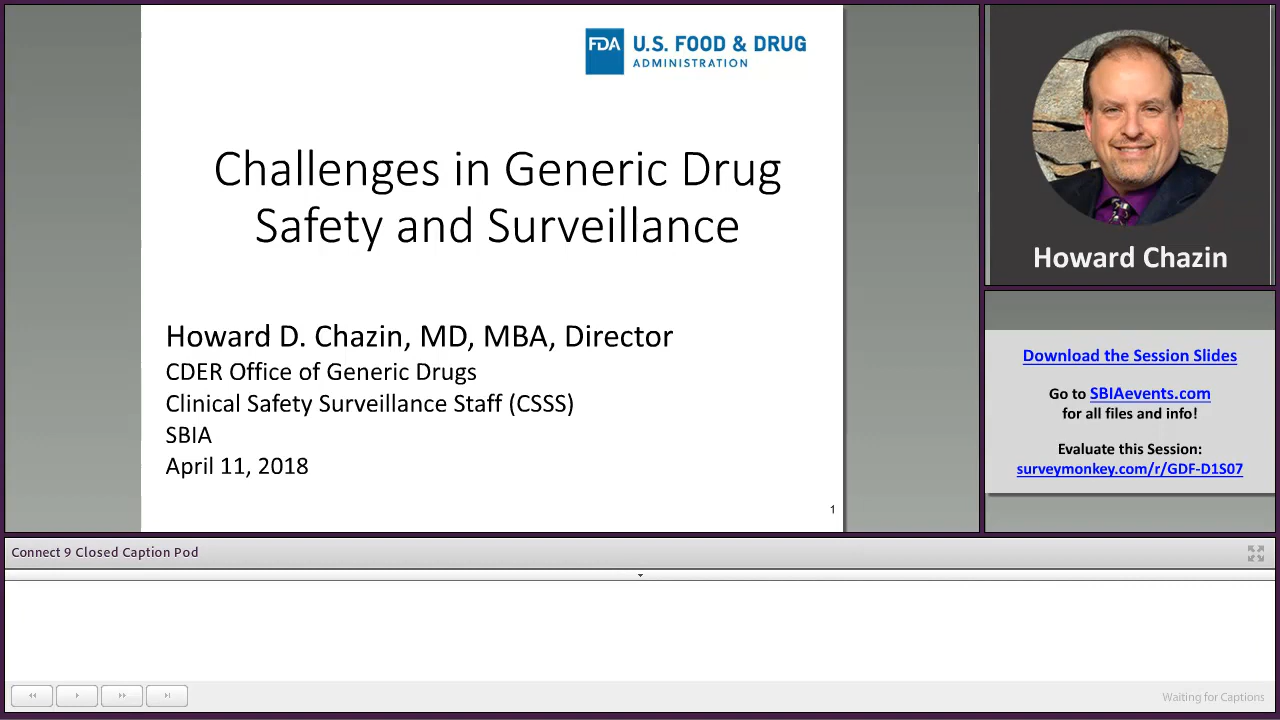 FDA U.S. FOOD & DRUG
ADMINISTRATION
Challenges in Generic Drug
Safety and Surveillance
Howard D. Chazin, MD, MBA, Director
CDER Office of Generic Drugs
Clinical Safety Surveillance Staff (CSSS)
SBIA
April 11, 2018
1
Howard Chazin
Download the Session Slides
Go to SBIAevents.com
for all files and info!
Evaluate this Session:
surveymonkey.com/r/GDF-D1S07
Connect 9 Closed Caption Pod
Waiting for Captions